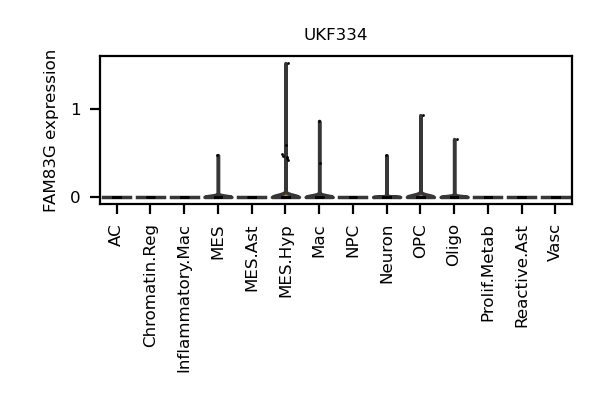 UKF334
FAM83G expression
1
0
AC
Chromatin.Reg
Inflammatory.Mac
MES
MES.Ast
MES.Hyp
Mac
NPC
Neuron
OPC
Oligo
Prolif.Metab
Reactive.Ast
Vasc